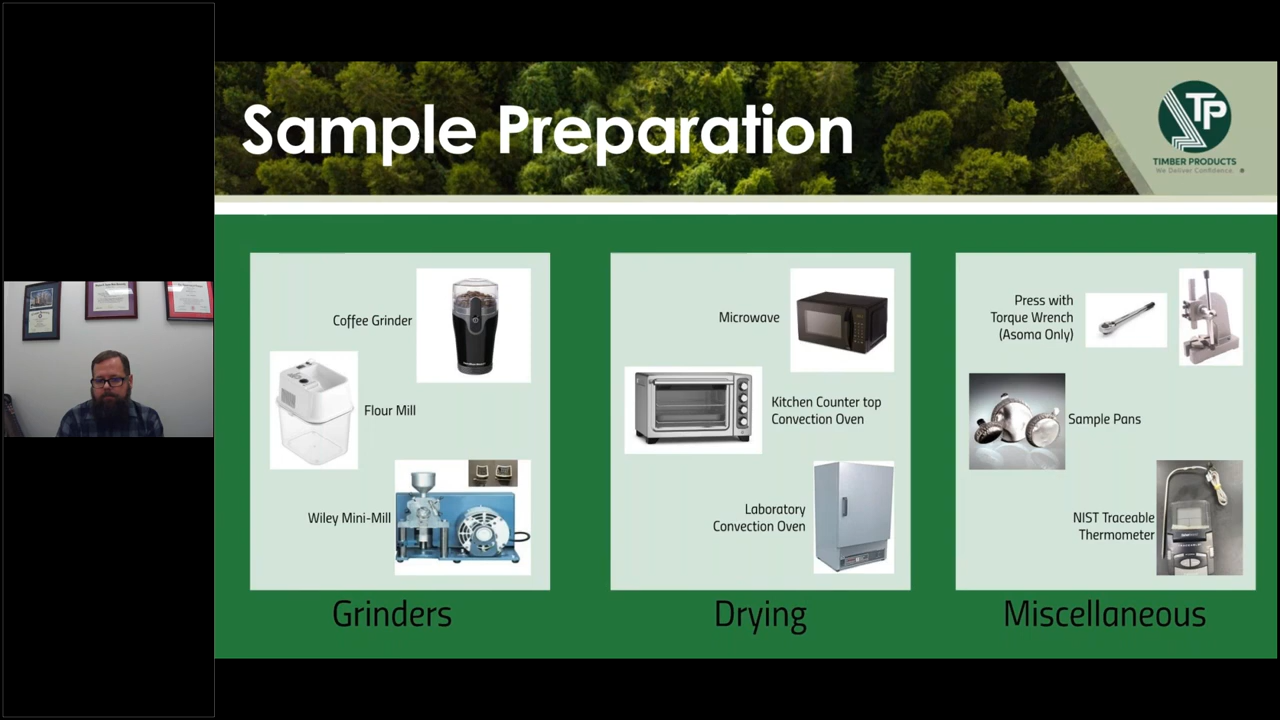 Sample Preparation
TP
TIMBER PRODUCTS
We Deliver Confidence.
Coffee Grinder
Flour Mill
Wiley Mini-Mill
Grinders
Microwave
Kitchen Counter top
Convection Oven
Laboratory
Convection Oven
Drying
Press with
Torque Wrench
(Asoma Only)
Sample Pans
NIST Traceable
Thermometer
Miscellaneous